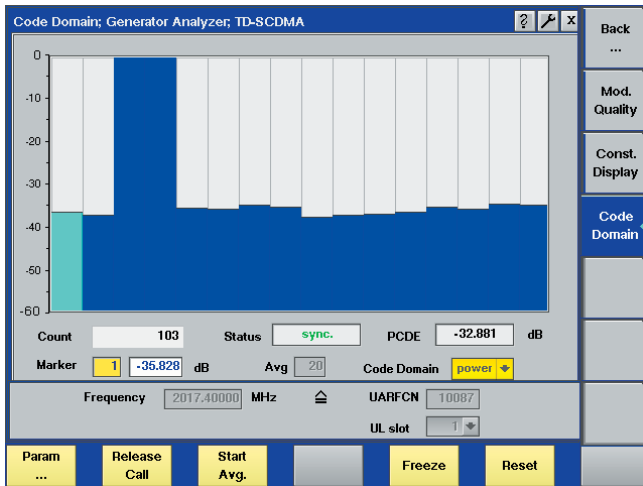 Code Domain; Generator Analyzer; TD-SCDMA ? x
Back
...
Mod.
Quality
Const.
Display
Code
Domain
0
-10
-20
-30
-40
-50
-60
Count 103 Status sync. PCDE -32.881 dB
Marker 1 -35.828 dB Avg 20 Code Domain power
Frequency 2017.40000 MHz ≙ UARFCN 10087
UL slot 1
Param
...
Release
Call
Start
Avg.
Freeze
Reset